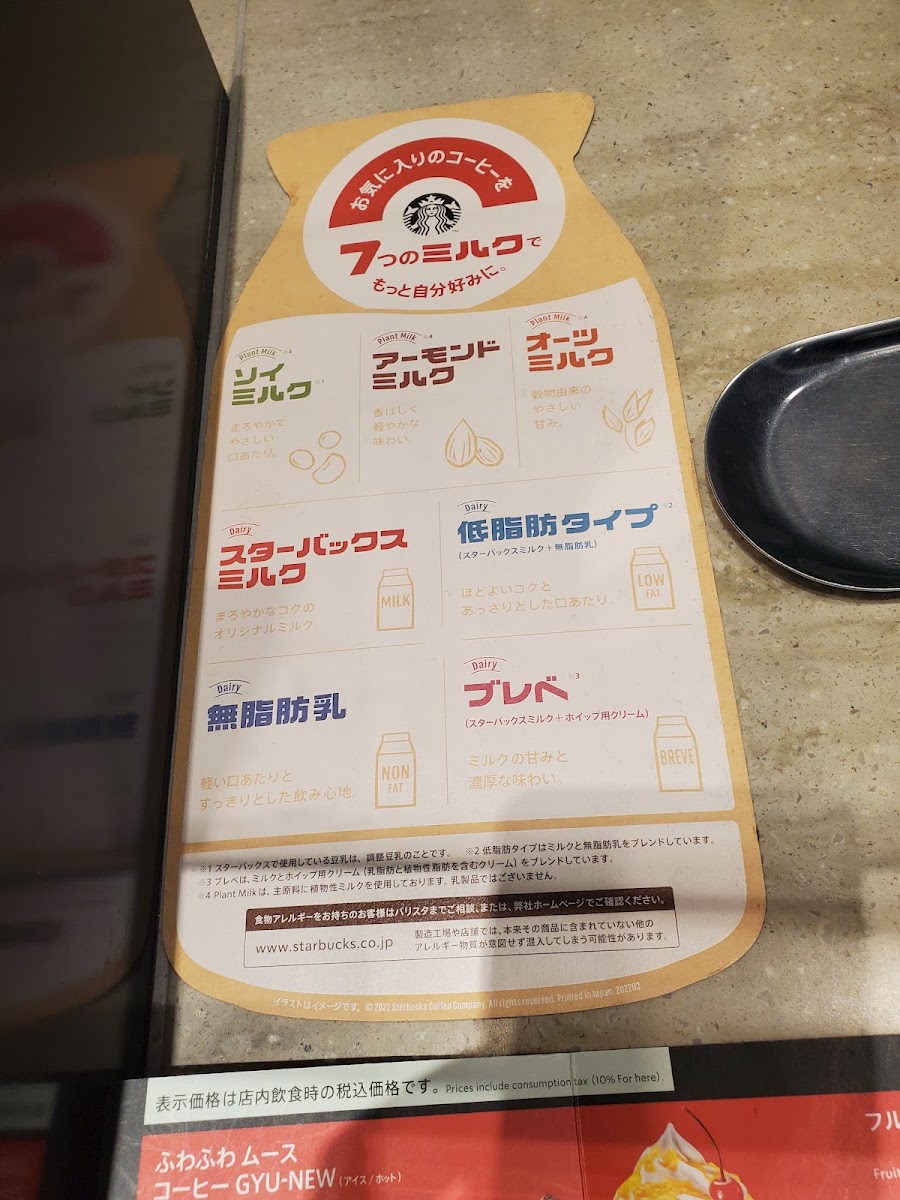 お気に入りのコーヒーを
7つのミルクで
もっと自分好みに。
Plant Milk ※4
ソイ
ミルク※1
まろやかで
やさしい
口あたり。
Plant Milk ※4
アーモンド
ミルク
香ばしく
軽やかな
味わい。
Plant Milk ※4
オーツ
ミルク
穀物由来の
やさしい
甘み。
Dairy
スターバックス
ミルク
まろやかなコクの
オリジナルミルク。
MILK
Dairy
低脂肪タイプ※2
(スターバックスミルク+無脂肪乳)
ほどよいコクと
あっさりとした口あたり。
LOW
FAT
Dairy
無脂肪乳
軽い口あたりと
すっきりとした飲み心地。
NON
FAT
Dairy
ブレベ※3
(スターバックスミルク+ホイップ用クリーム)
ミルクの甘みと
濃厚な味わい。
BREVE
※1 スターバックスで使用している豆乳は、調整豆乳のことです。 ※2 低脂肪タイプはミルクと無脂肪乳をブレンドしています。
※3 ブレベは、ミルクとホイップ用クリーム(乳脂肪と植物性脂肪を含むクリーム)をブレンドしています。
※4 Plant Milk は、主原料に植物性ミルクを使用しております。乳製品ではございません。
食物アレルギーをお持ちのお客様はバリスタまでご相談、または、弊社ホームページでご確認ください。
www.starbucks.co.jp
製造工場や店舗では、本来その商品に含まれていない他の
アレルギー物質が意図せず混入してしまう可能性があります。
イラストはイメージです。 © 2022 Starbucks Coffee Company. All rights reserved. Printed in Japan. 202203
表示価格は店内飲食時の税込価格です。 Prices include consumption tax (10% For here).
ふわふわ ムース
コーヒー GYU-NEW (アイス/ホット)
フル
Fruit